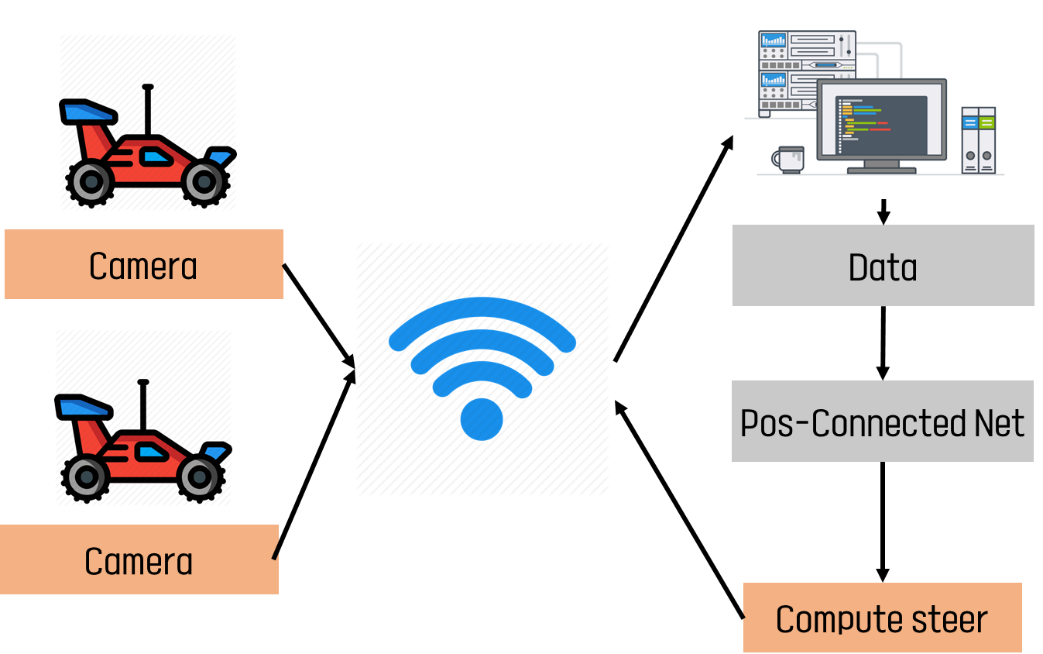 Camera
Camera
Data
Pos-Connected Net
Compute steer